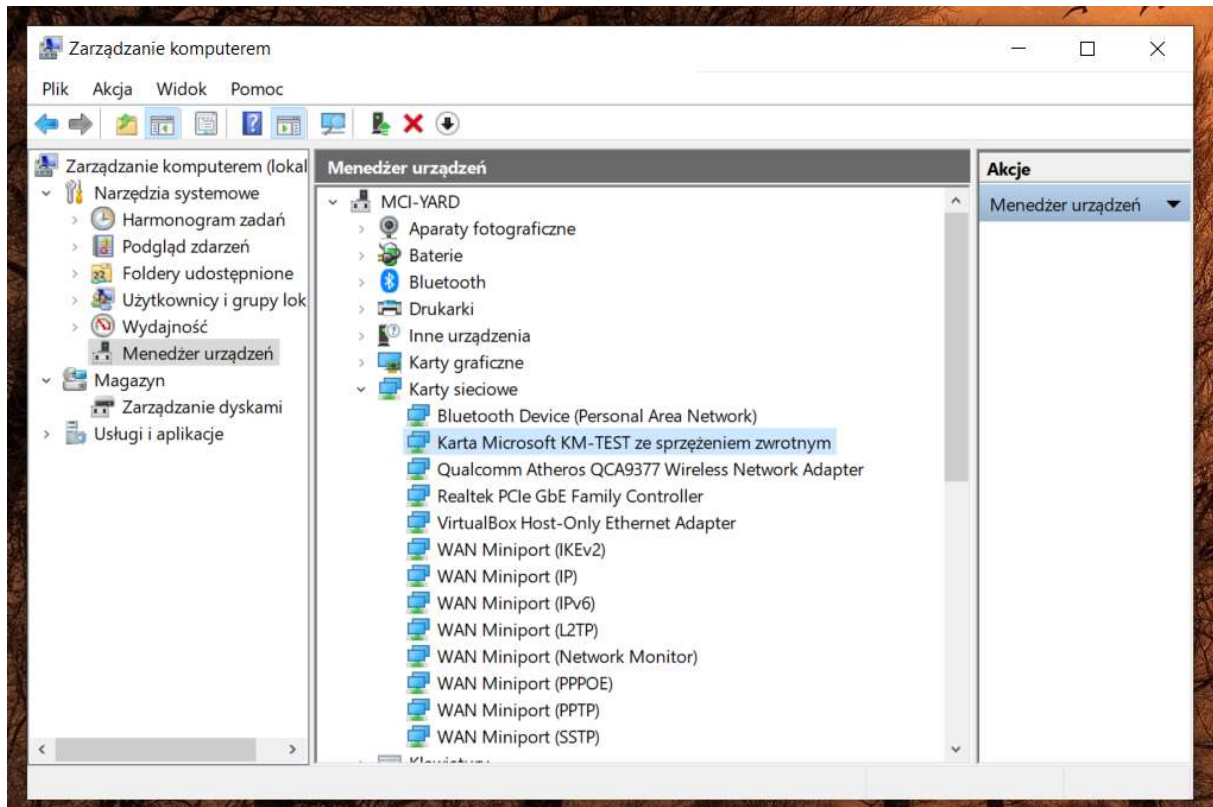 Zarządzanie komputerem
Plik Akcja Widok Pomoc
Zarządzanie komputerem (lokal
Narzędzia systemowe
Harmonogram zadań
Podgląd zdarzeń
Foldery udostępnione
Użytkownicy i grupy lok
Wydajność
Menedżer urządzeń
Magazyn
Zarządzanie dyskami
Usługi i aplikacje
Menedżer urządzeń
MCI-YARD
Aparaty fotograficzne
Baterie
Bluetooth
Drukarki
Inne urządzenia
Karty graficzne
Karty sieciowe
Bluetooth Device (Personal Area Network)
Karta Microsoft KM-TEST ze sprzężeniem zwrotnym
Qualcomm Atheros QCA9377 Wireless Network Adapter
Realtek PCIe GbE Family Controller
VirtualBox Host-Only Ethernet Adapter
WAN Miniport (IKEv2)
WAN Miniport (IP)
WAN Miniport (IPv6)
WAN Miniport (L2TP)
WAN Miniport (Network Monitor)
WAN Miniport (PPPOE)
WAN Miniport (PPTP)
WAN Miniport (SSTP)
Akcje
Menedżer urządzeń